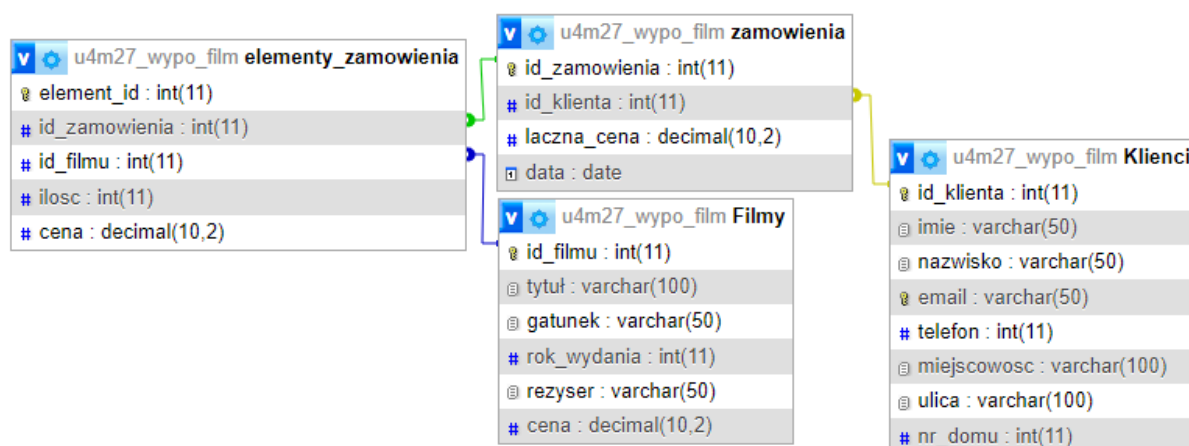 u4m27_wypo_film elementy_zamowienia
element_id : int(11)
id_zamowienia : int(11)
id_filmu : int(11)
ilosc : int(11)
cena : decimal(10,2)
u4m27_wypo_film zamowienia
id_zamowienia : int(11)
id_klienta : int(11)
laczna_cena : decimal(10,2)
data : date
u4m27_wypo_film Filmy
id_filmu : int(11)
tytuł : varchar(100)
gatunek : varchar(50)
rok_wydania : int(11)
rezyser : varchar(50)
cena : decimal(10,2)
u4m27_wypo_film Klienci
id_klienta : int(11)
imie : varchar(50)
nazwisko : varchar(50)
email : varchar(50)
telefon : int(11)
miejscowosc : varchar(100)
ulica : varchar(100)
nr_domu : int(11)